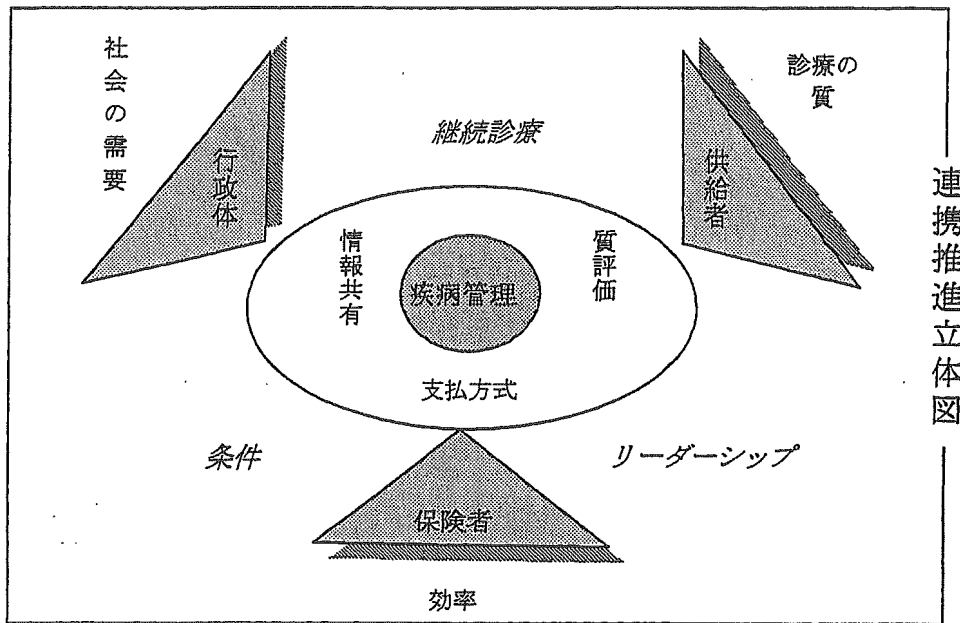 連携推進立体図
社会の需要
診療の
質
継続診療
行政体
供給者
情報共有
質評価
疾病管理
支払方式
条件
リーダーシップ
保険者
効率